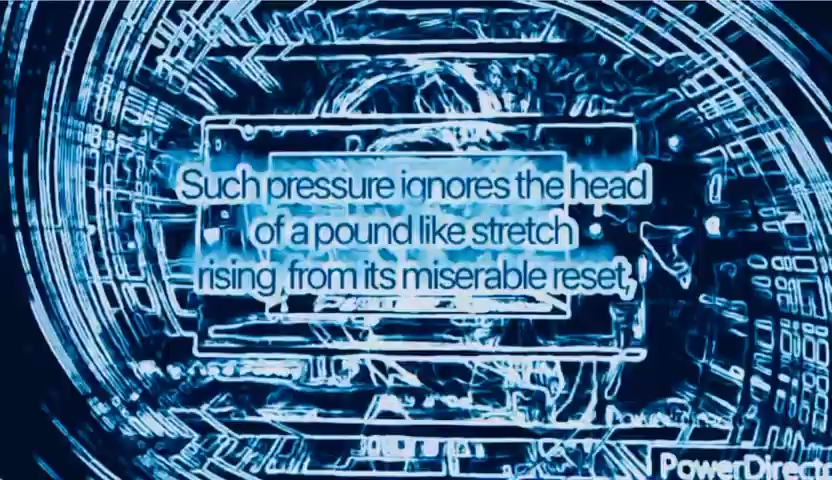 Such pressure ignores the head
of a pound like stretch
rising from its miserable reset,
PowerDirect